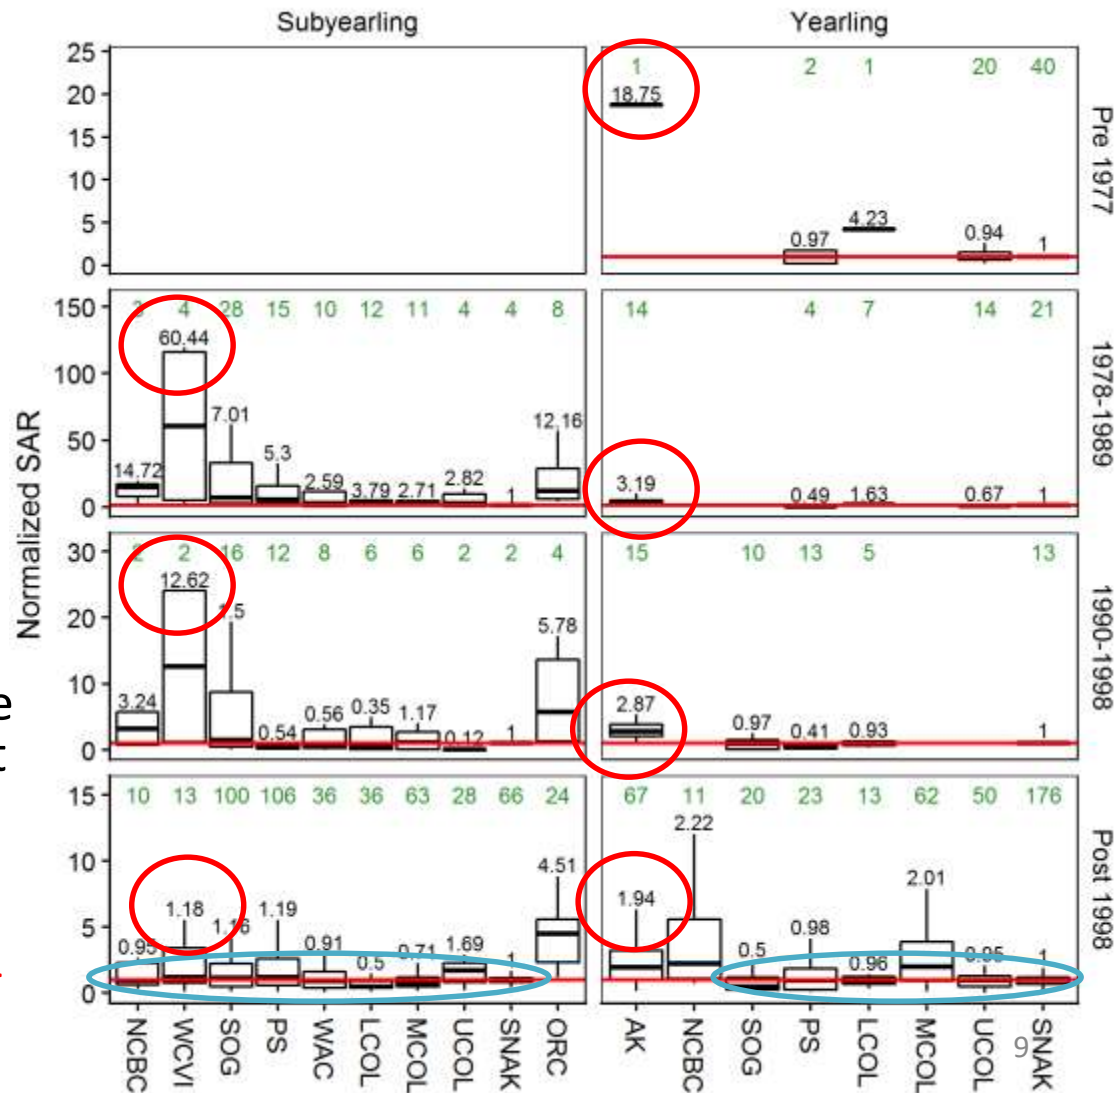 Subyearling Yearling
25
20
15
10
5
0
1 2 1 20 40
18.75
0.97 4.23 0.94 1
Pre 1977
150
100
50
0
4 28 15 10 12 11 4 4 8
60.44
14.72 7.01 5.3 2.59 3.79 2.71 2.82 1 12.16
14 4 7 14 21
3.19 0.49 1.63 0.67 1
1978-1989
Normalized SAR
30
20
10
0
2 2 16 12 8 6 6 2 2 4
12.62
3.24 0.54 0.56 0.35 1.17 0.12 1 5.78
15 10 13 5 13
2.87 0.97 0.41 0.93 1
1990-1998
e
t
15
10
5
0
10 13 100 106 36 36 63 28 66 24
0.95 1.18 1.16 1.19 0.91 0.5 0.71 1.69 1 4.51
67 11 20 23 13 62 50 176
1.94 2.22 0.5 0.98 0.96 2.01 0.95 1
Post 1998
NCBC WCVI SOG PS WAC LCOL MCOL UCOL SNAK ORC
AK NCBC SOG PS LCOL MCOL UCOL SNAK
9